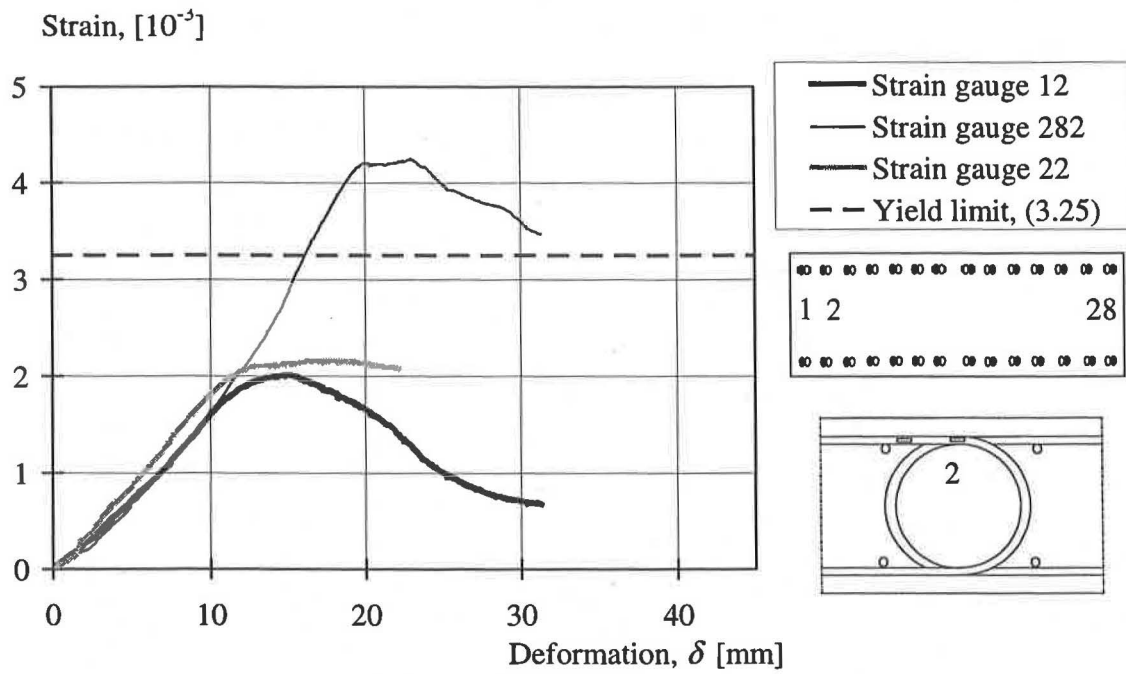 Strain, [10⁻³]
5
4
3
2
1
0
0 10 20 30 40
Deformation, δ [mm]
Strain gauge 12
Strain gauge 282
Strain gauge 22
Yield limit, (3.25)
1 2 28
2